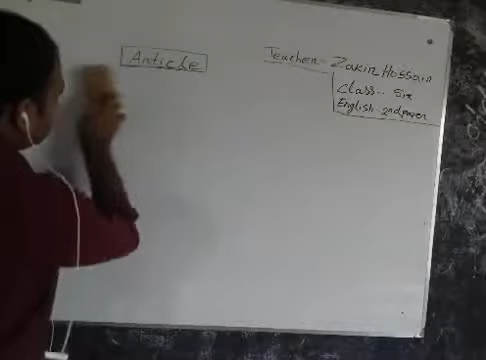 Article
Teacher- Zakir Hossain
Class- Six
English- 2nd paper